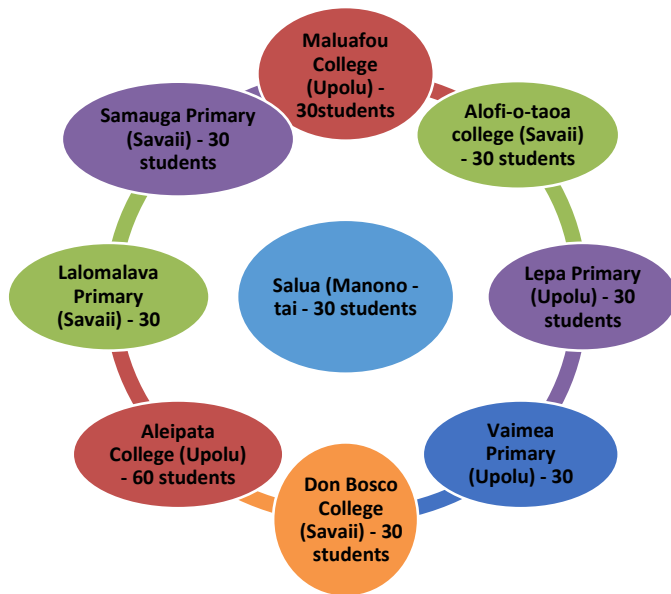 Maluafou
College
(Upolu) -
30students
Alofi-o-taoa
college (Savaii)
- 30 students
Lepa Primary
(Upolu) - 30
students
Vaimea
Primary
(Upolu) - 30
Don Bosco
College
(Savaii) - 30
students
Aleipata
College (Upolu)
- 60 students
Lalomalava
Primary
(Savaii) - 30
Samauga Primary
(Savaii) - 30
students
Salua (Manono -
tai - 30 students